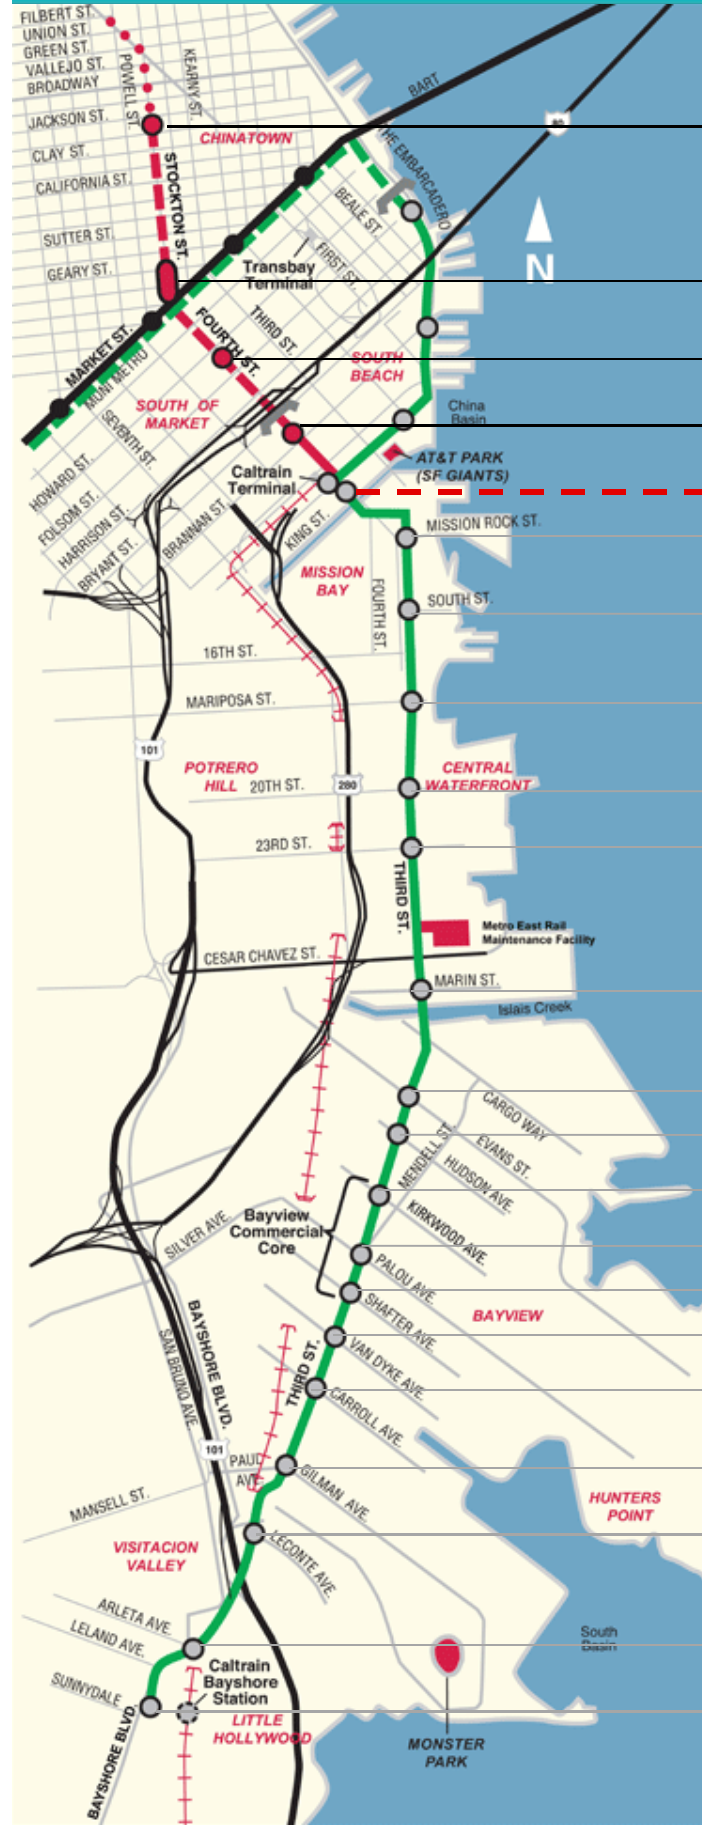 FILBERT ST.
UNION ST.
GREEN ST.
VALLEJO ST.
BROADWAY
POWELL ST.
KEARNY ST.
JACKSON ST.
CHINATOWN
CLAY ST.
CALIFORNIA ST.
STOCKTON ST.
SUTTER ST.
GEARY ST.
BART
80
THE EMBARCADERO
BEALE ST.
FIRST ST.
Transbay
Terminal
N
THIRD ST.
FOURTH ST.
MARKET ST.
MUNI METRO
SOUTH
BEACH
SOUTH OF
MARKET
SEVENTH ST.
China
Basin
AT&T PARK
(SF GIANTS)
HOWARD ST.
FOLSOM ST.
HARRISON ST.
BRYANT ST.
BRANNAN ST.
Caltrain
Terminal
KING ST.
MISSION ROCK ST.
MISSION
BAY
FOURTH ST.
SOUTH ST.
16TH ST.
MARIPOSA ST.
101
POTRERO
HILL
20TH ST.
280
CENTRAL
WATERFRONT
23RD ST.
THIRD ST.
Metro East Rail
Maintenance Facility
CESAR CHAVEZ ST.
MARIN ST.
Islais Creek
CARGO WAY
MENDELL ST.
EVANS ST.
HUDSON AVE.
KIRKWOOD AVE.
Bayview
Commercial
Core
SILVER AVE.
PALOU AVE.
SHAFTER AVE.
BAYVIEW
BAYSHORE BLVD.
SAN BRUNO AVE.
THIRD ST.
VAN DYKE AVE.
CARROLL AVE.
101
PAUL
AVE.
GILMAN AVE.
MANSELL ST.
HUNTERS
POINT
VISITACION
VALLEY
LECONTE AVE.
ARLETA AVE.
LELAND AVE.
South
Basin
SUNNYDALE
Caltrain
Bayshore
Station
LITTLE
HOLLYWOOD
BAYSHORE BLVD.
MONSTER
PARK